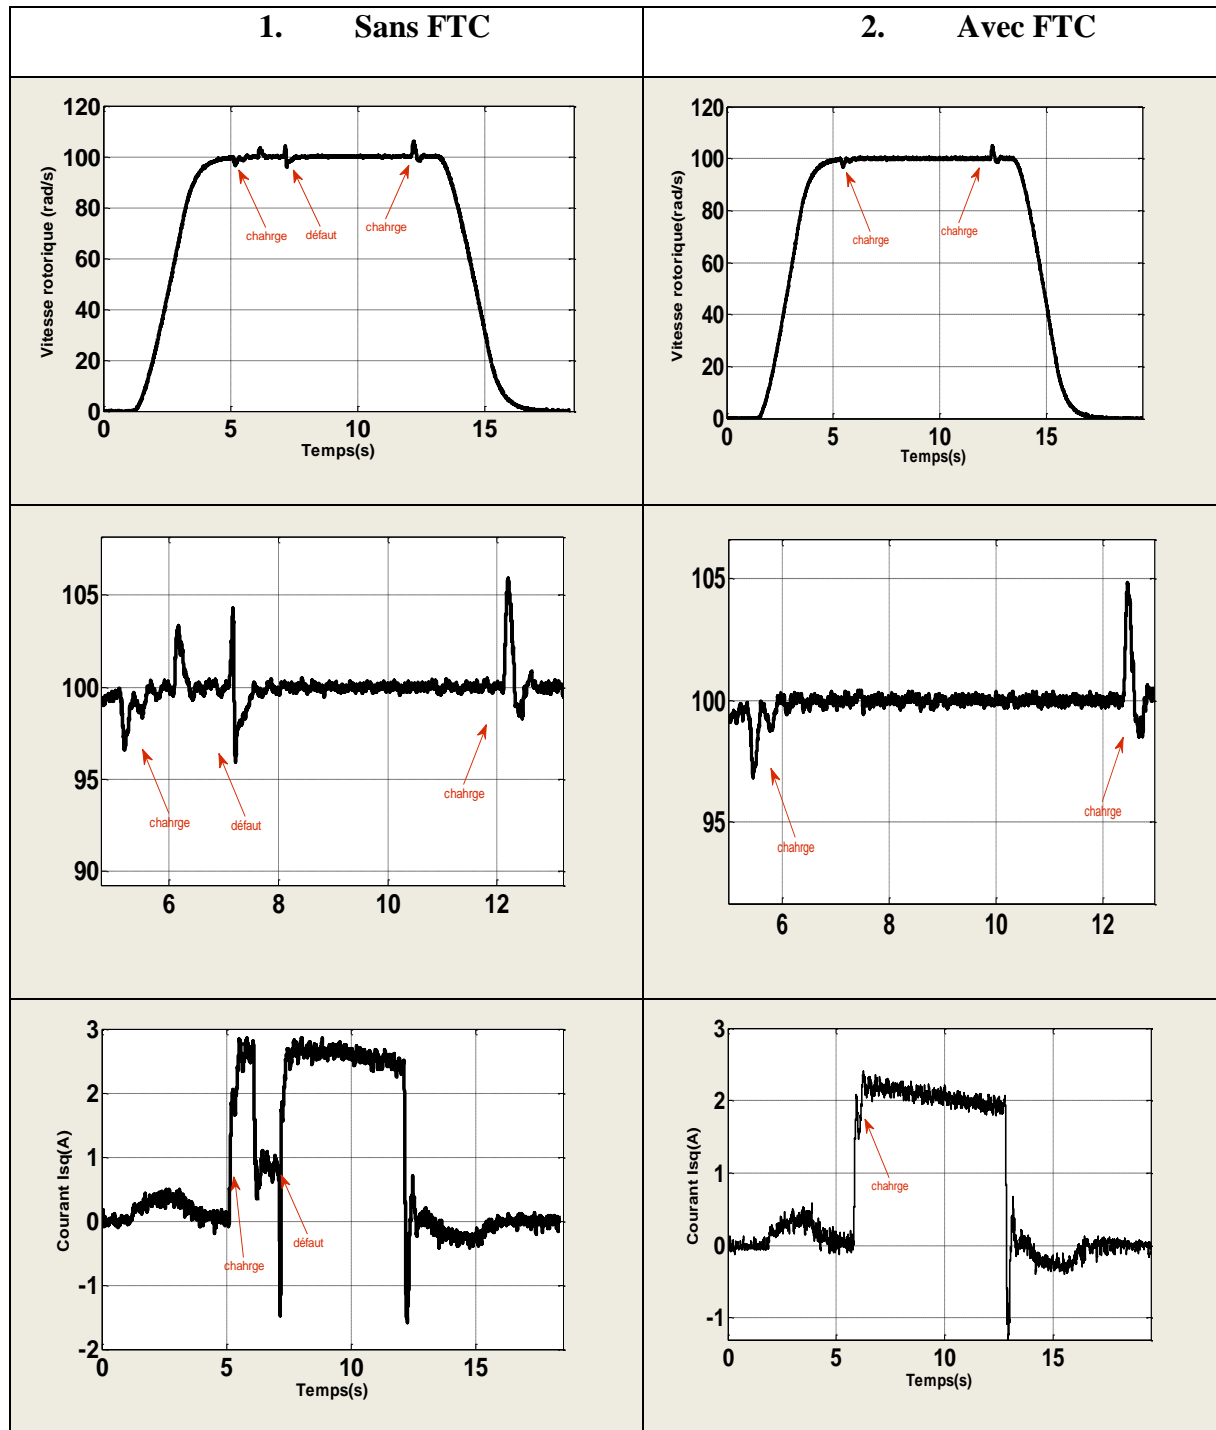 1. Sans FTC
2. Avec FTC
120
100
80
60
40
20
0
Vitesse rotorique (rad/s)
chahrge
défaut
chahrge
0 5 10 15
Temps(s)
120
100
80
60
40
20
0
Vitesse rotorique(rad/s)
chahrge
chahrge
0 5 10 15
Temps(s)
105
100
95
90
chahrge
défaut
chahrge
6 8 10 12
105
100
95
chahrge
chahrge
6 8 10 12
3
2
1
0
-1
-2
Courant Isq(A)
chahrge
défaut
0 5 10 15
Temps(s)
3
2
1
0
-1
Courant Isq(A)
chahrge
0 5 10 15
Temps(s)